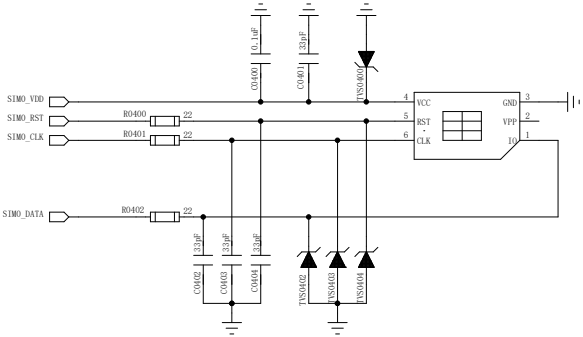 0.1uF
C0400
33pF
C0401
TVS0400
SIMO_VDD
4
VCC
GND
3
SIMO_RST
R0400
22
5
RST
VPP
2
SIMO_CLK
R0401
22
6
CLK
IO
1
SIMO_DATA
R0402
22
33pF
C0402
33pF
C0403
33pF
C0404
TVS0402
TVS0403
TVS0404